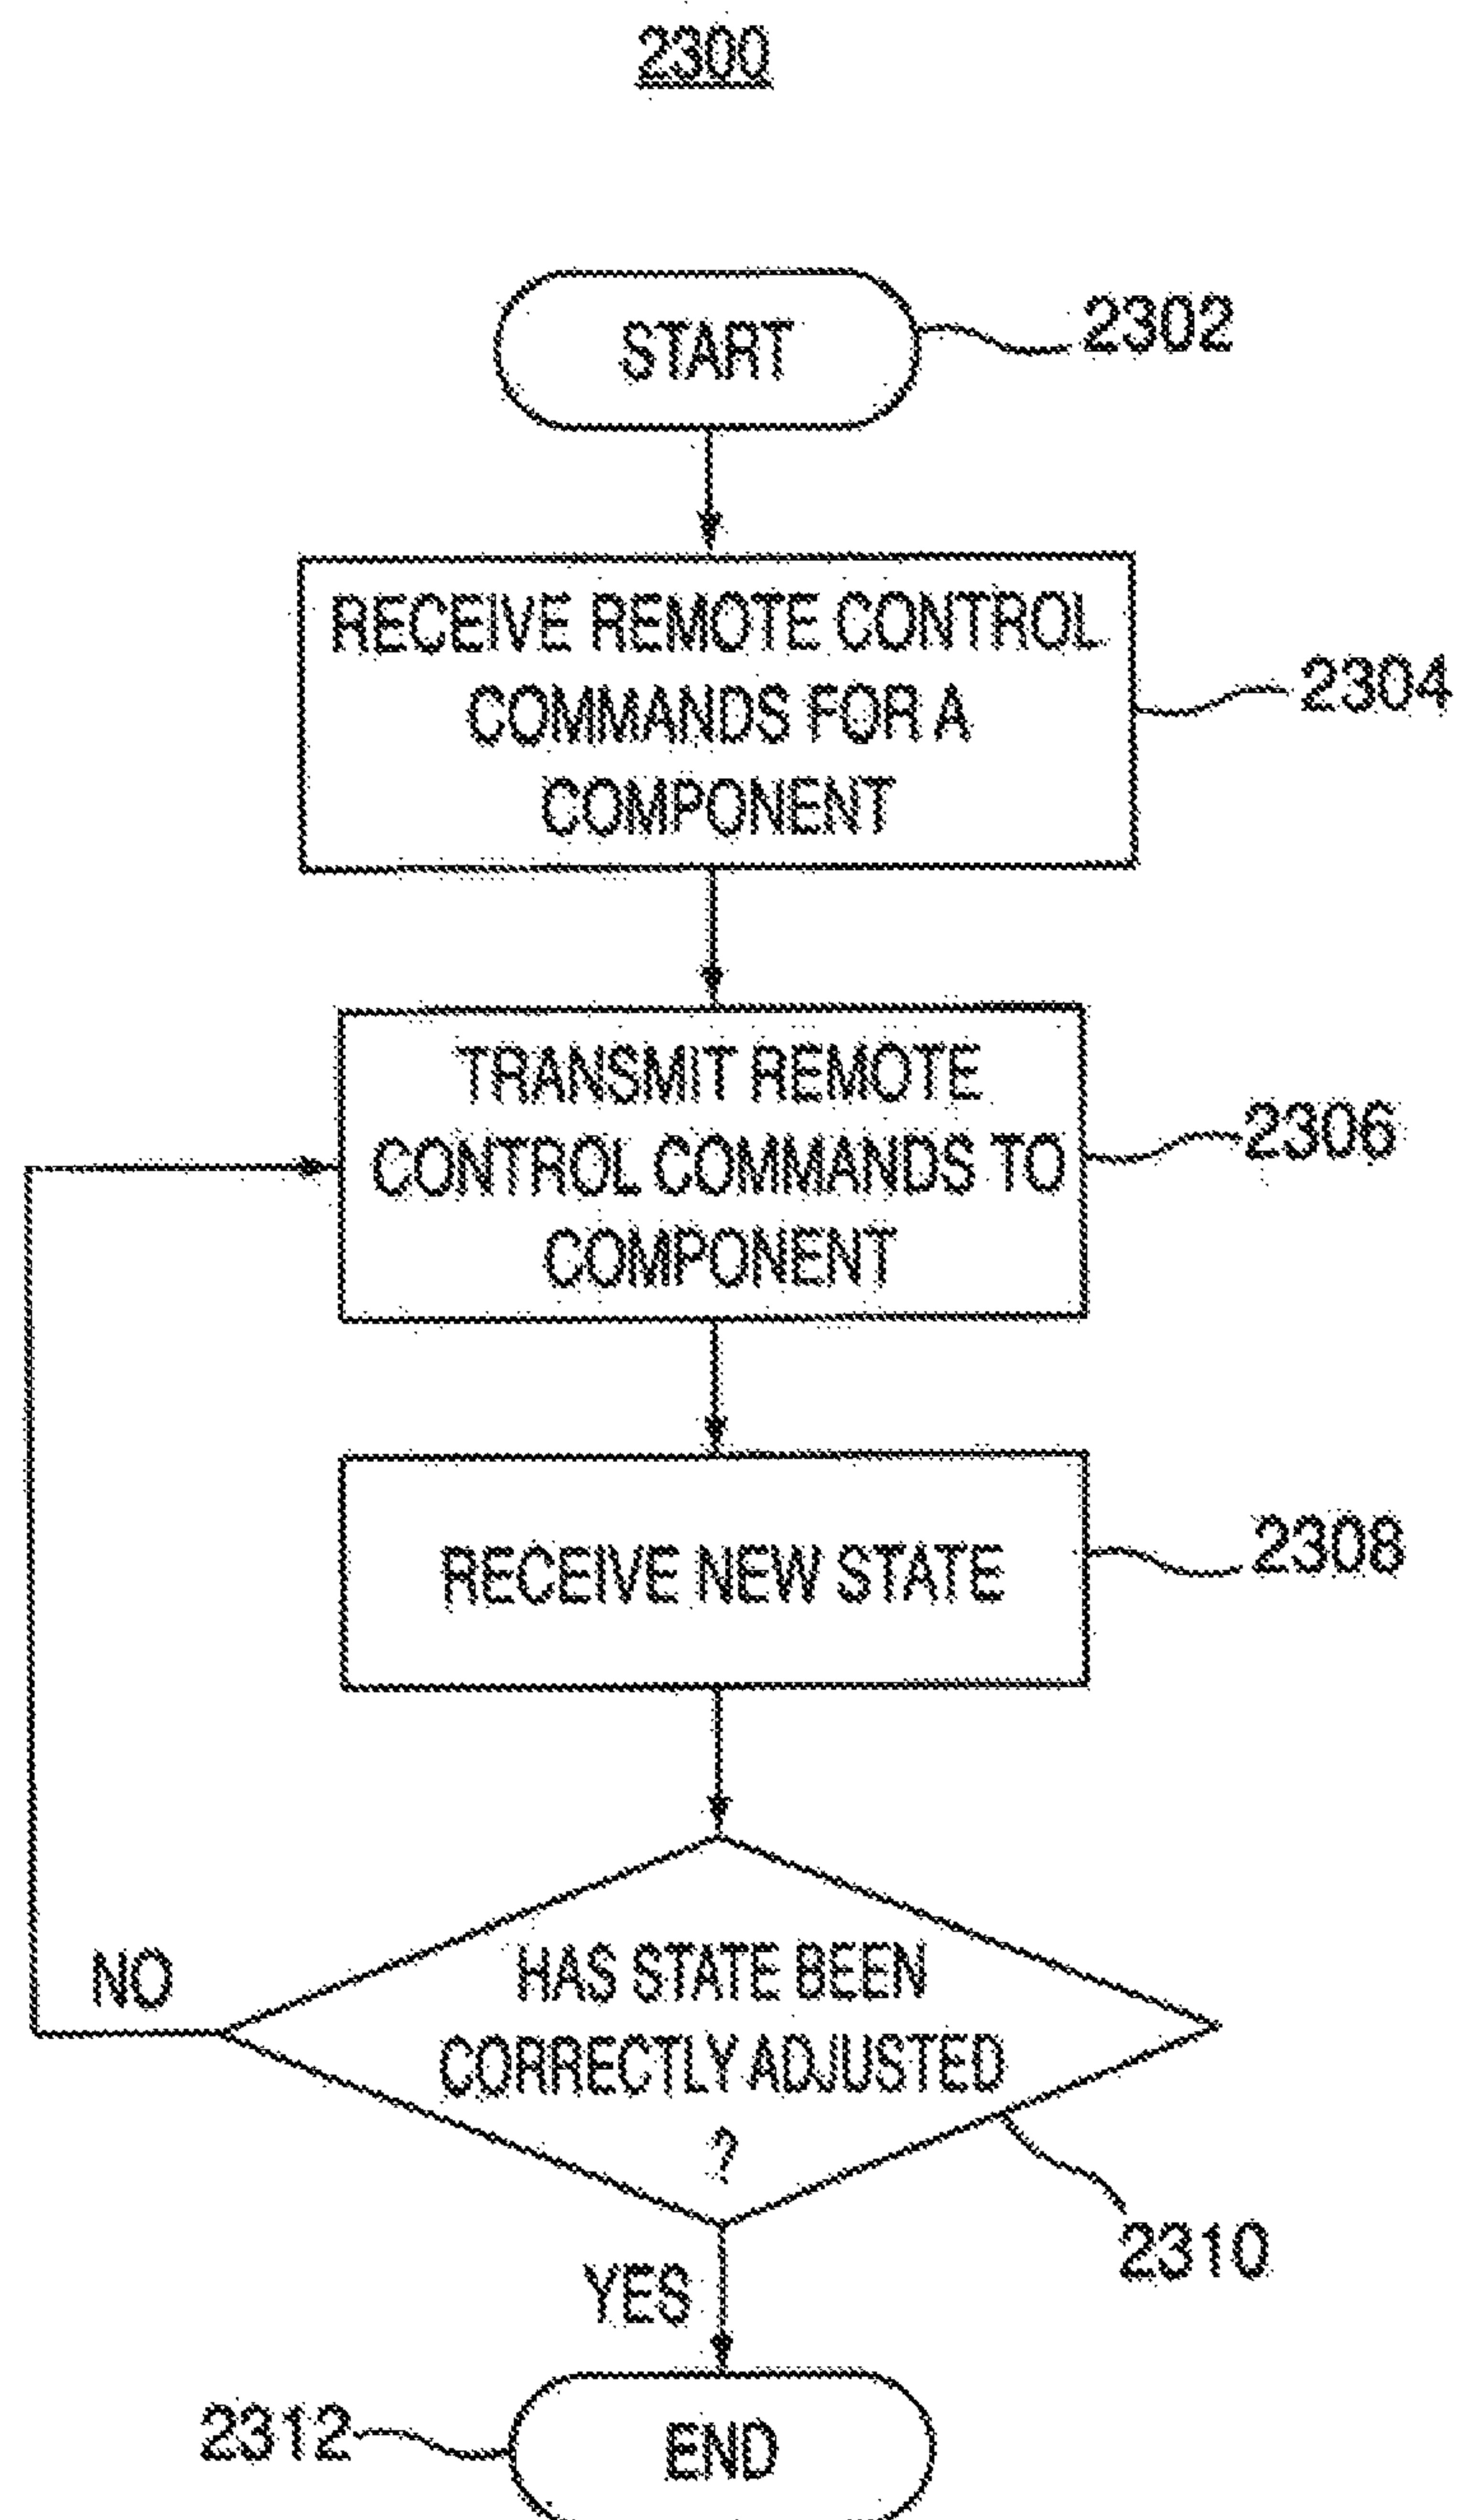 2300
START
2302
RECEIVE REMOTE CONTROL
COMMANDS FOR A
COMPONENT
2304
TRANSMIT REMOTE
CONTROL COMMANDS TO
COMPONENT
2306
RECEIVE NEW STATE
2308
HAS STATE BEEN
CORRECTLY ADJUSTED
?
NO
2310
YES
2312
END